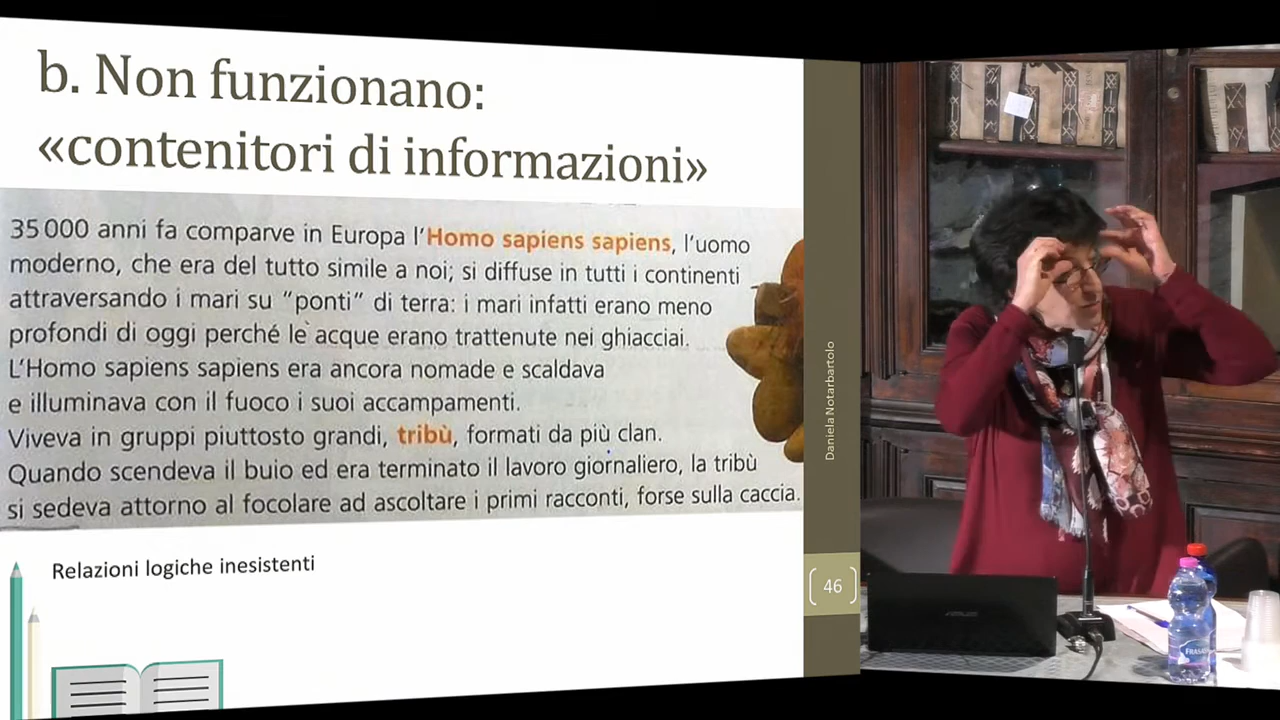 b. Non funzionano:
«contenitori di informazioni»
35 000 anni fa comparve in Europa l'Homo sapiens sapiens, l'uomo
moderno, che era del tutto simile a noi; si diffuse in tutti i continenti
attraversando i mari su "ponti" di terra: i mari infatti erano meno
profondi di oggi perché le acque erano trattenute nei ghiacciai.
L'Homo sapiens sapiens era ancora nomade e scaldava
e illuminava con il fuoco i suoi accampamenti.
Viveva in gruppi piuttosto grandi, tribù, formati da più clan.
Quando scendeva il buio ed era terminato il lavoro giornaliero, la tribù
si sedeva attorno al focolare ad ascoltare i primi racconti, forse sulla caccia.
Relazioni logiche inesistenti
Daniela Notarbartolo
46